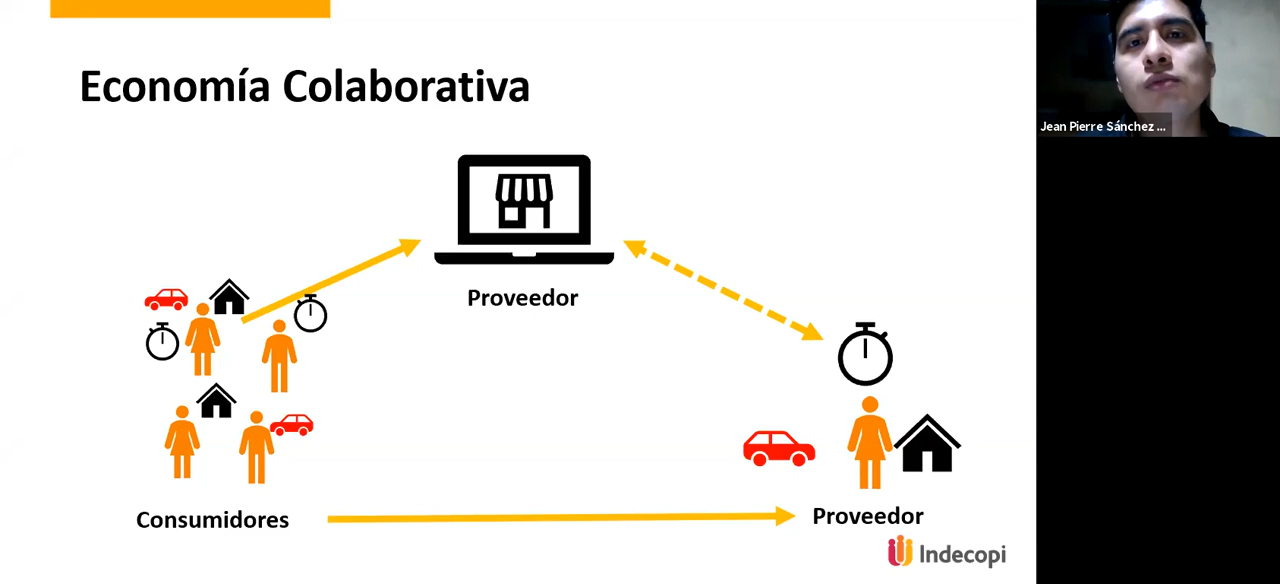 Economía Colaborativa
Jean Pierre Sánchez ...
Proveedor
Consumidores
Proveedor
Indecopi